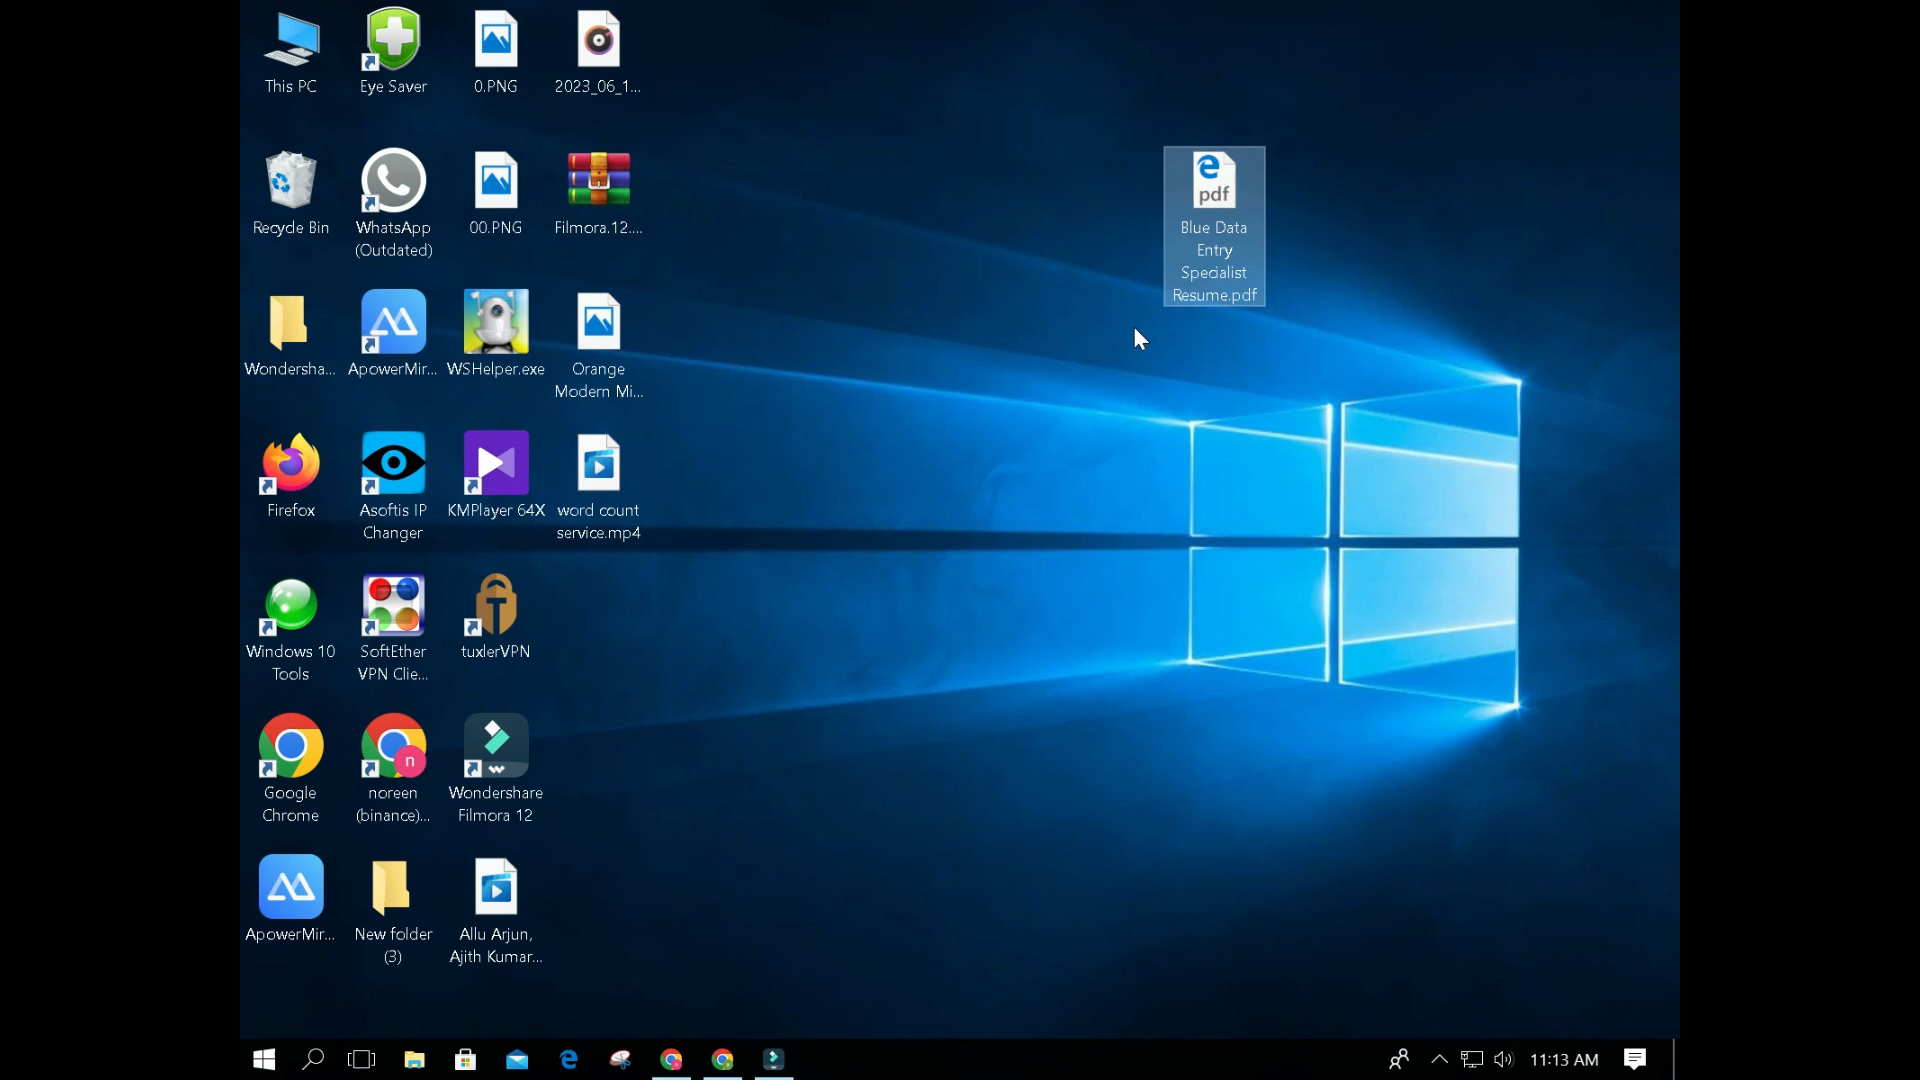 This PC
Eye Saver
0.PNG
2023_06_1...
Recycle Bin
WhatsApp
(Outdated)
00.PNG
Filmora.12....
pdf
Blue Data
Entry
Specialist
Resume.pdf
Wondersha...
ApowerMir...
WSHelper.exe
Orange
Modern Mi...
Firefox
Asoftis IP
Changer
KMPlayer 64X
word count
service.mp4
Windows 10
Tools
SoftEther
VPN Clie...
T
tuxlerVPN
n
Google
Chrome
noreen
(binance)...
Wondershare
Filmora 12
ApowerMir...
New folder
(3)
Allu Arjun,
Ajith Kumar...
11:13 AM